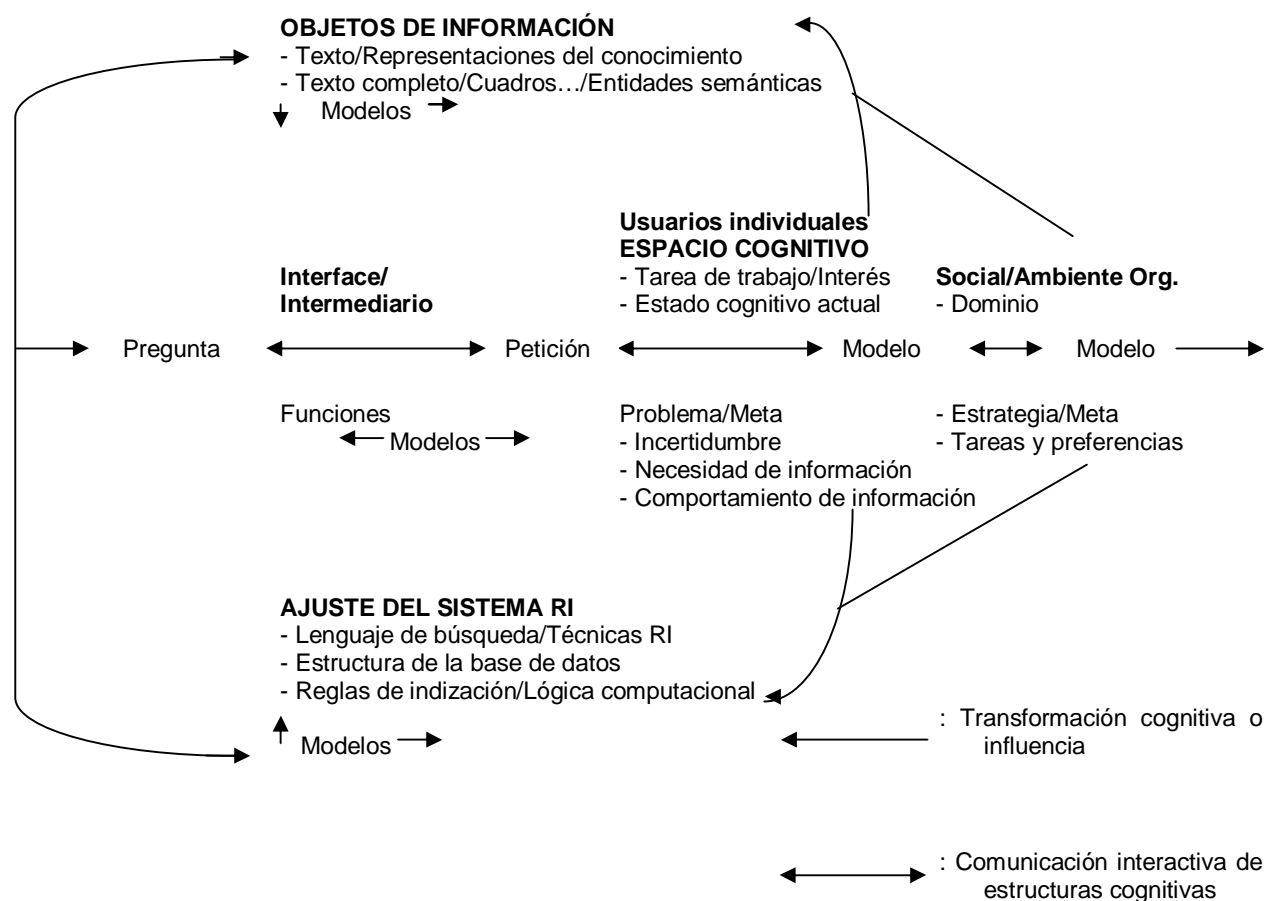 OBJETOS DE INFORMACIÓN
- Texto/Representaciones del conocimiento
- Texto completo/Cuadros…/Entidades semánticas
Modelos
Usuarios individuales
ESPACIO COGNITIVO
- Tarea de trabajo/Interés
- Estado cognitivo actual
Interface/
Intermediario
Social/Ambiente Org.
- Dominio
Pregunta
Petición
Modelo
Modelo
Funciones
Modelos
Problema/Meta
- Incertidumbre
- Necesidad de información
- Comportamiento de información
- Estrategia/Meta
- Tareas y preferencias
AJUSTE DEL SISTEMA RI
- Lenguaje de búsqueda/Técnicas RI
- Estructura de la base de datos
- Reglas de indización/Lógica computacional
Modelos
: Transformación cognitiva o
influencia
: Comunicación interactiva de
estructuras cognitivas